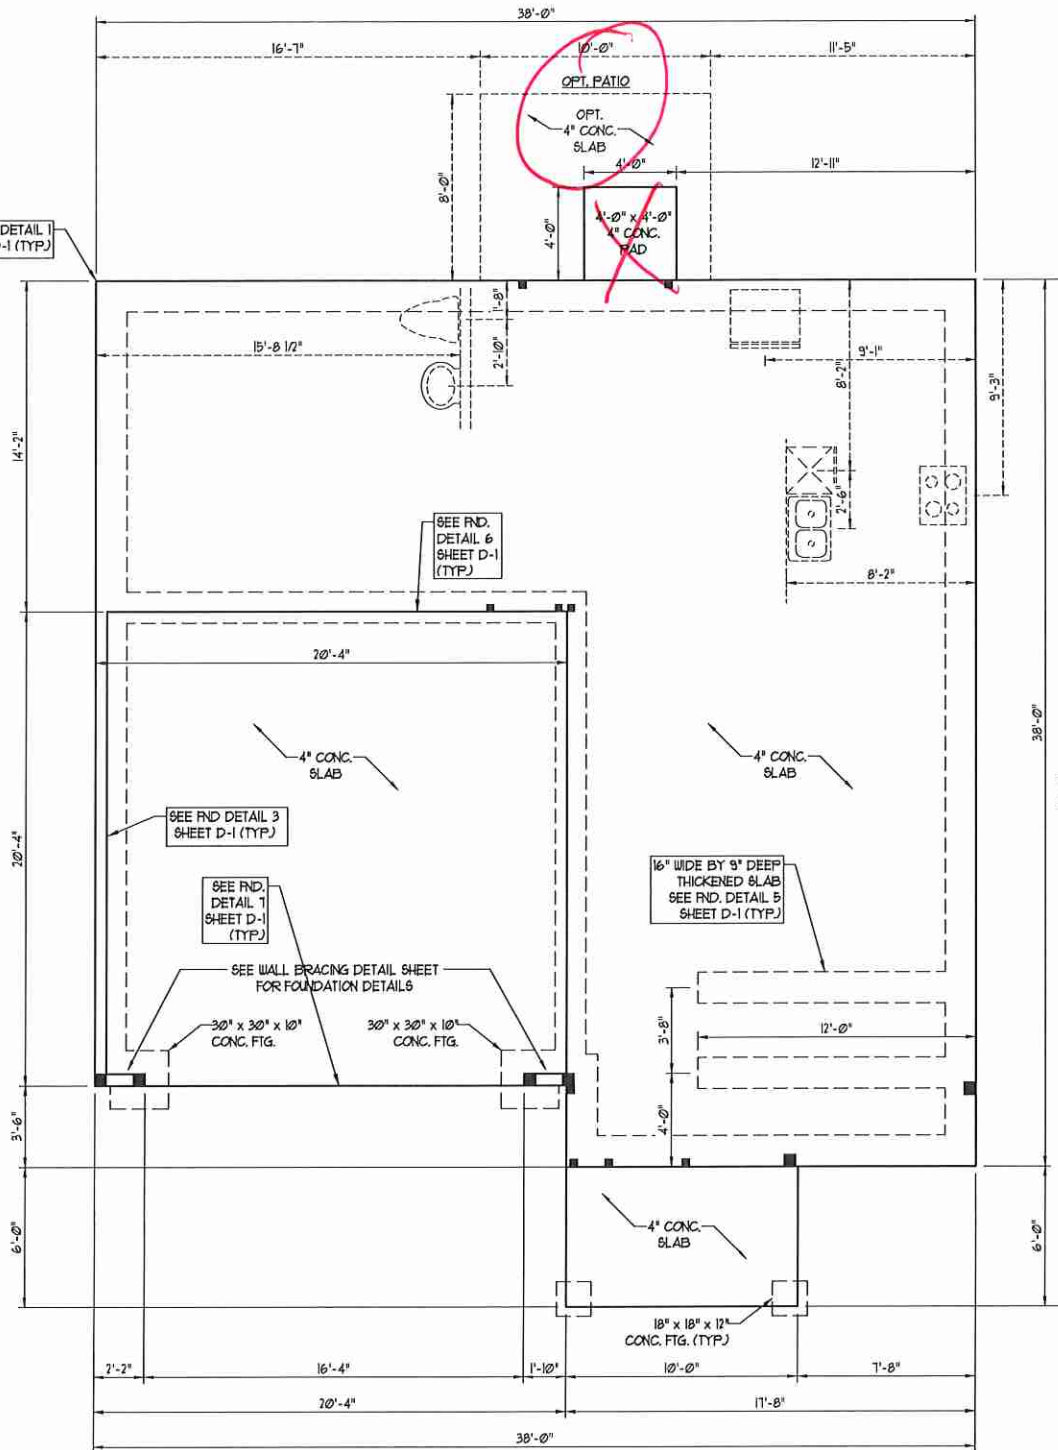 38'-0"
16'-7"
10'-0"
11'-5"
OPT. PATIO
OPT.
4" CONC.
SLAB
4'-0"
12'-11"
8'-0"
4'-0"
4'-0" x 4'-0"
4" CONC.
PAD
DETAIL 1
D-1 (TYP.)
1'-8"
15'-8 1/2"
2'-10"
9'-1"
8'-2"
9'-3"
14'-2"
2'-6"
SEE FND.
DETAIL 6
SHEET D-1
(TYP.)
8'-2"
20'-4"
38'-0"
4" CONC.
SLAB
4" CONC.
SLAB
SEE FND DETAIL 3
SHEET D-1 (TYP.)
20'-4"
16" WIDE BY 9" DEEP
THICKENED SLAB
SEE FND. DETAIL 5
SHEET D-1 (TYP.)
SEE FND.
DETAIL 7
SHEET D-1
(TYP.)
SEE WALL BRACING DETAIL SHEET
FOR FOUNDATION DETAILS
30" x 30" x 10"
CONC. FTG.
30" x 30" x 10"
CONC. FTG.
3'-8"
12'-0"
4'-0"
3'-6"
6'-0"
4" CONC.
SLAB
6'-0"
18" x 18" x 12"
CONC. FTG. (TYP.)
2'-2"
16'-4"
1'-10"
10'-0"
7'-8"
20'-4"
17'-8"
38'-0"